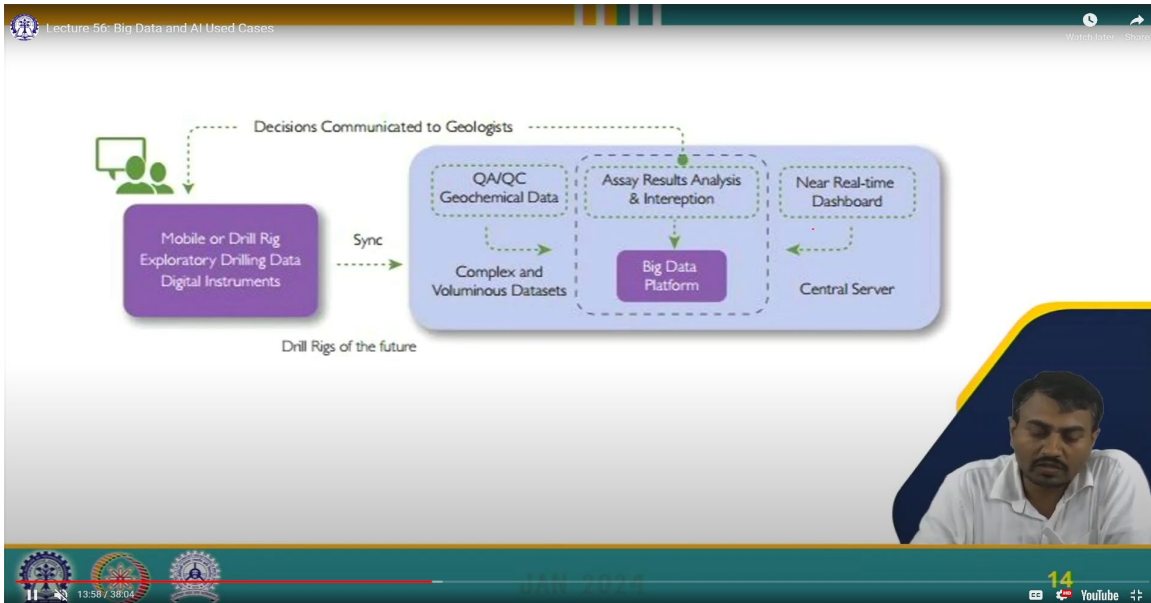 Lecture 56: Big Data and AI Used Cases
Watch later
Share
Decisions Communicated to Geologists
QA/QC
Geochemical Data
Assay Results Analysis
& Intereption
Near Real-time
Dashboard
Mobile or Drill Rig
Exploratory Drilling Data
Digital Instruments
Sync
Complex and
Voluminous Datasets
Big Data
Platform
Central Server
Drill Rigs of the future
JAN 2024
14
13:58 / 38:04
CC
HD
YouTube